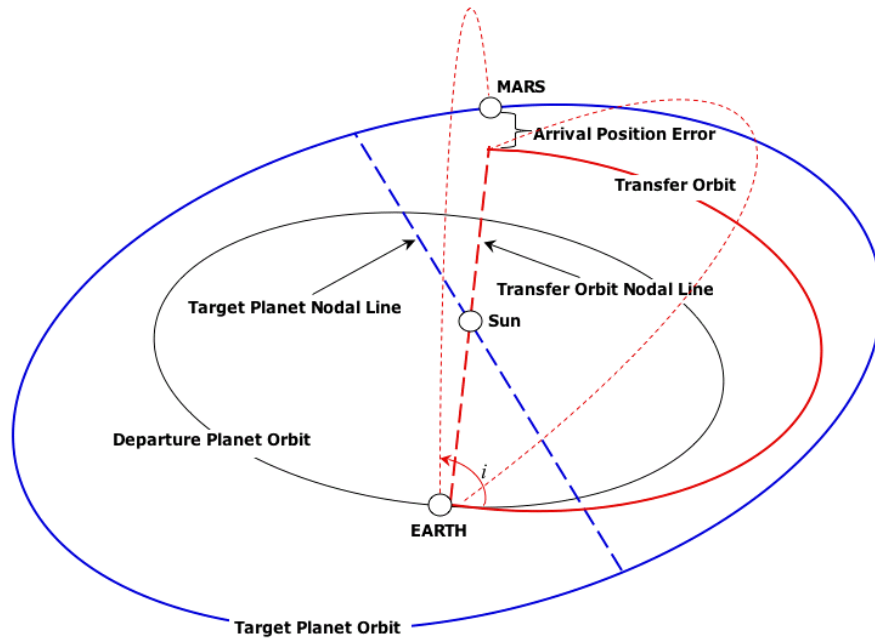 MARS
Arrival Position Error
Transfer Orbit
Target Planet Nodal Line
Transfer Orbit Nodal Line
Sun
Departure Planet Orbit
i
EARTH
Target Planet Orbit